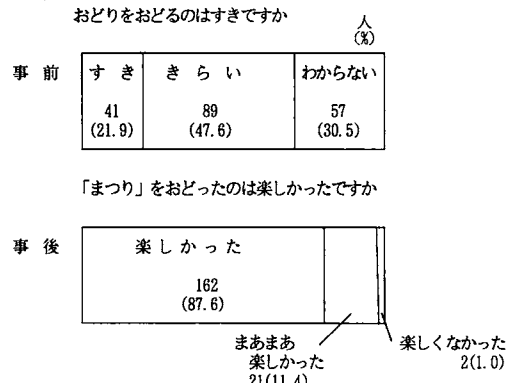 おどりをおどるのはすきですか
人
(%)
事 前
す き
き ら い
わからない
41
89
57
(21.9)
(47.6)
(30.5)
「まつり」をおどったのは楽しかったですか
事 後
楽 し か っ た
162
(87.6)
まあまあ
楽しかった
21(11.4)
楽しくなかった
2(1.0)